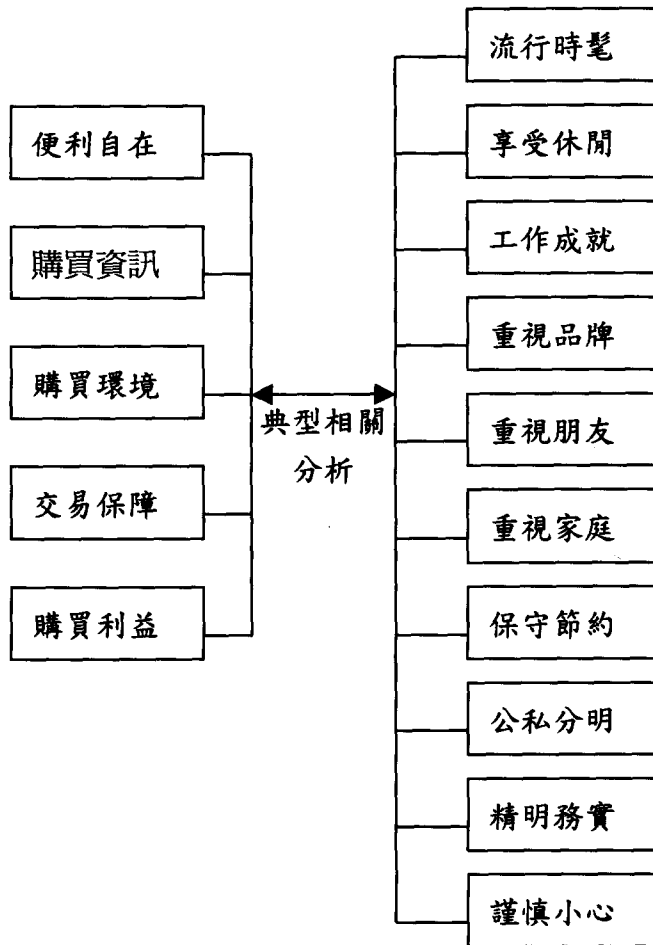 便利自在
購買資訊
購買環境
交易保障
購買利益
典型相關
分析
流行時髦
享受休閒
工作成就
重視品牌
重視朋友
重視家庭
保守節約
公私分明
精明務實
謹慎小心